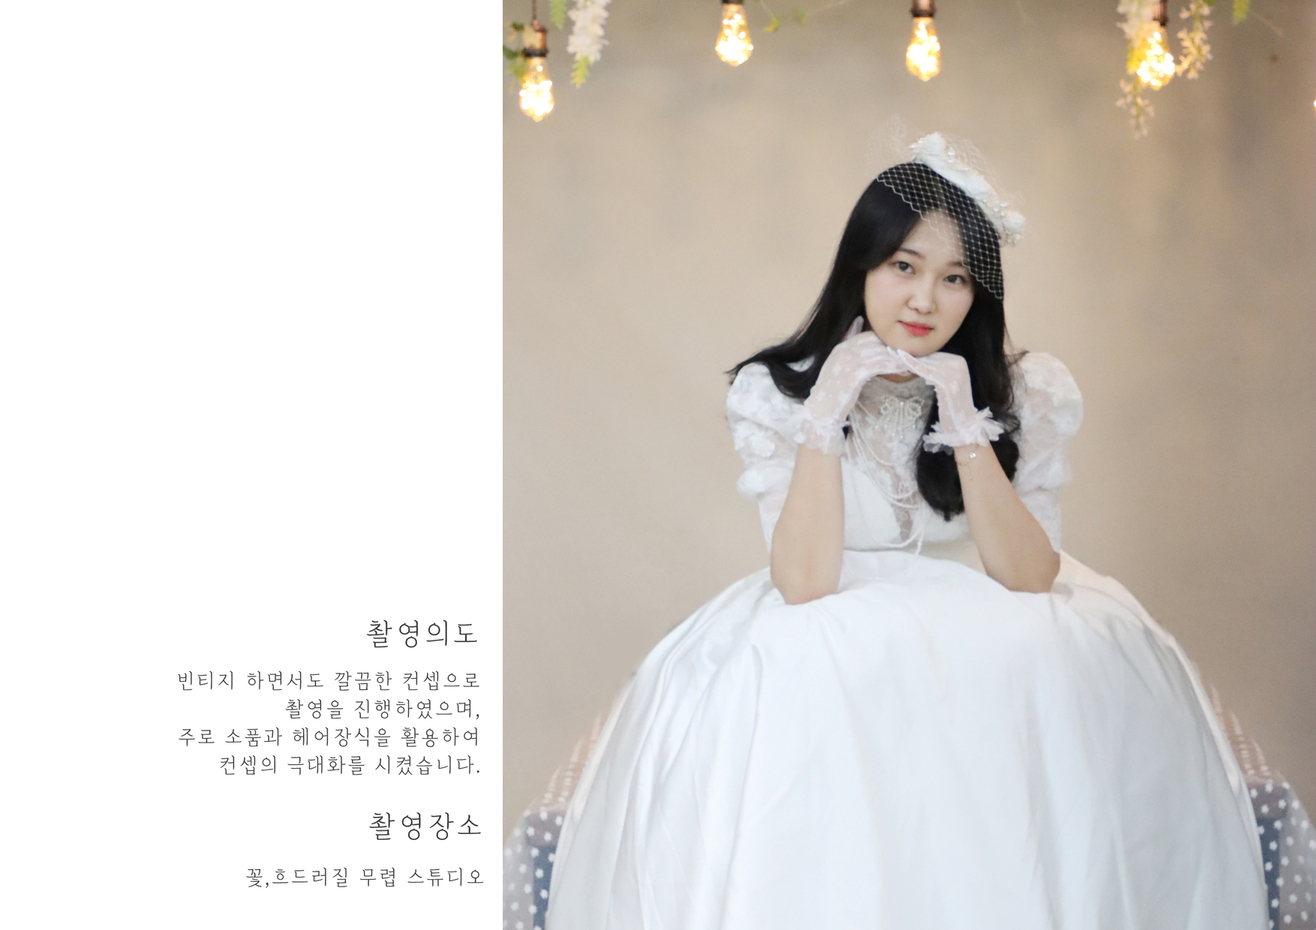 촬영의도
빈티지 하면서도 깔끔한 컨셉으로
촬영을 진행하였으며,
주로 소품과 헤어장식을 활용하여
컨셉의 극대화를 시켰습니다.
촬영장소
꽃,흐드러질 무렵 스튜디오